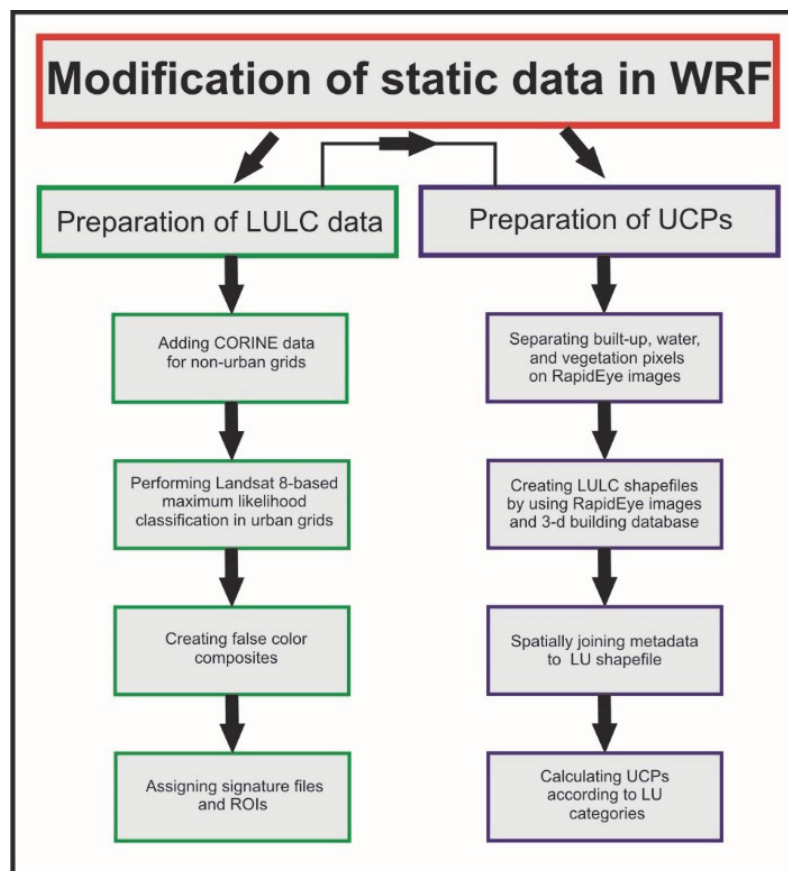 Modification of static data in WRF
Preparation of LULC data
Adding CORINE data
for non-urban grids
Performing Landsat 8-based
maximum likelihood
classification in urban grids
Creating false color
composites
Assigning signature files
and ROIs
Preparation of UCPs
Separating built-up, water,
and vegetation pixels
on RapidEye images
Creating LULC shapefiles
by using RapidEye images
and 3-d building database
Spatially joining metadata
to LU shapefile
Calculating UCPs
according to LU
categories